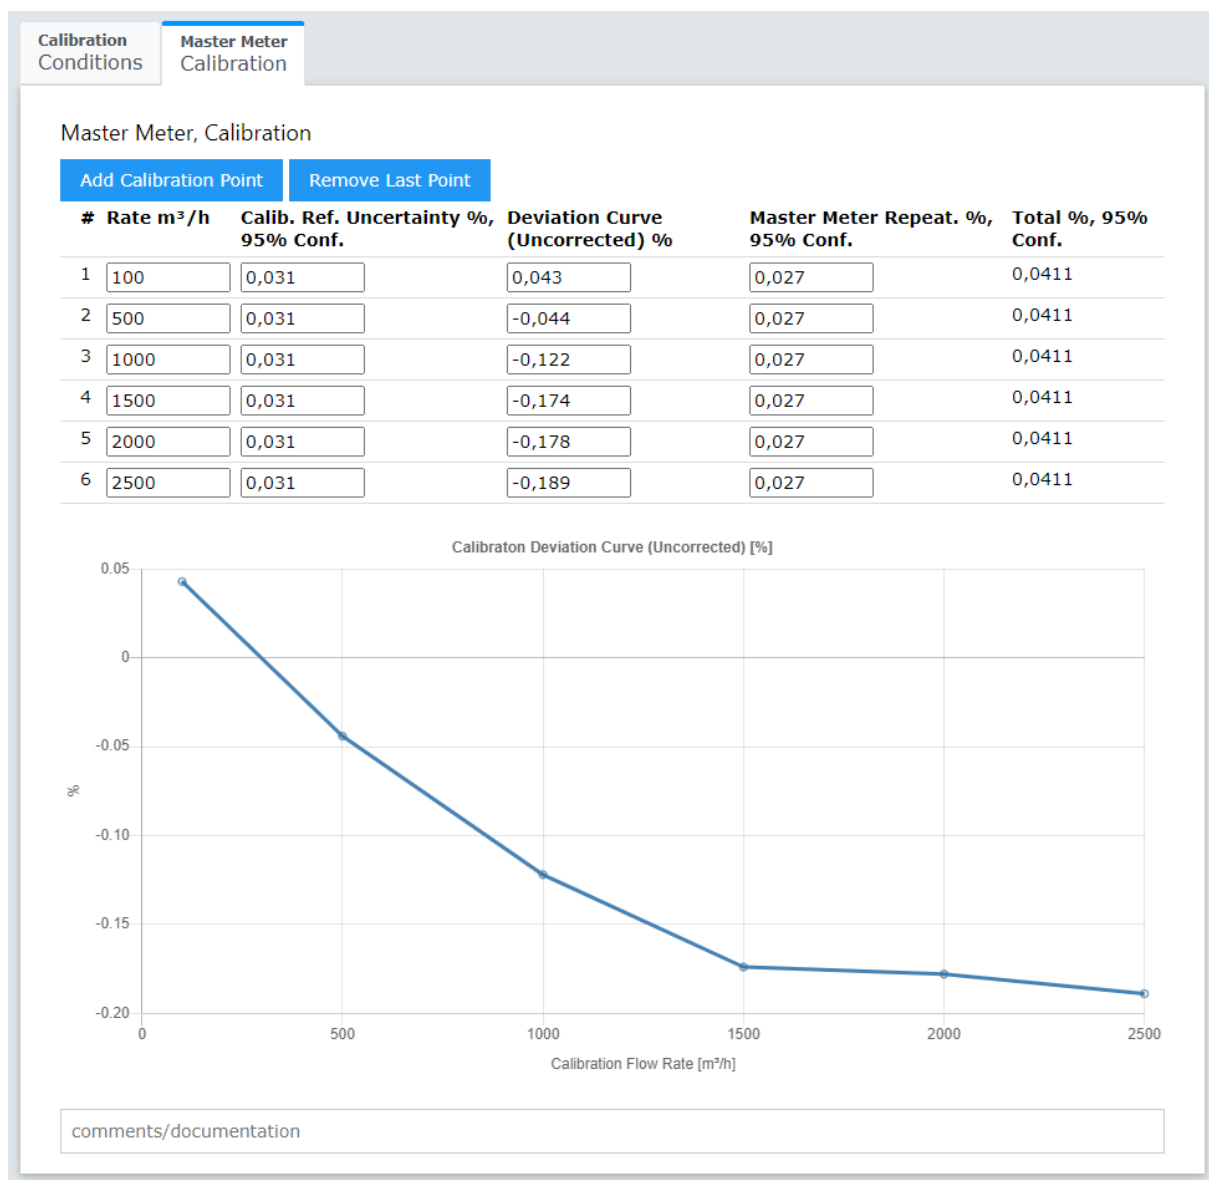 Calibration
Conditions
Master Meter
Calibration
Master Meter, Calibration
Add Calibration Point Remove Last Point
# Rate m³/h Calib. Ref. Uncertainty %, 95% Conf. Deviation Curve (Uncorrected) % Master Meter Repeat. %, 95% Conf. Total %, 95% Conf.
1 100 0,031 0,043 0,027 0,0411
2 500 0,031 -0,044 0,027 0,0411
3 1000 0,031 -0,122 0,027 0,0411
4 1500 0,031 -0,174 0,027 0,0411
5 2000 0,031 -0,178 0,027 0,0411
6 2500 0,031 -0,189 0,027 0,0411
Calibraton Deviation Curve (Uncorrected) [%]
0.05
0
-0.05
%
-0.10
-0.15
-0.20
0 500 1000 1500 2000 2500
Calibration Flow Rate [m³/h]
comments/documentation